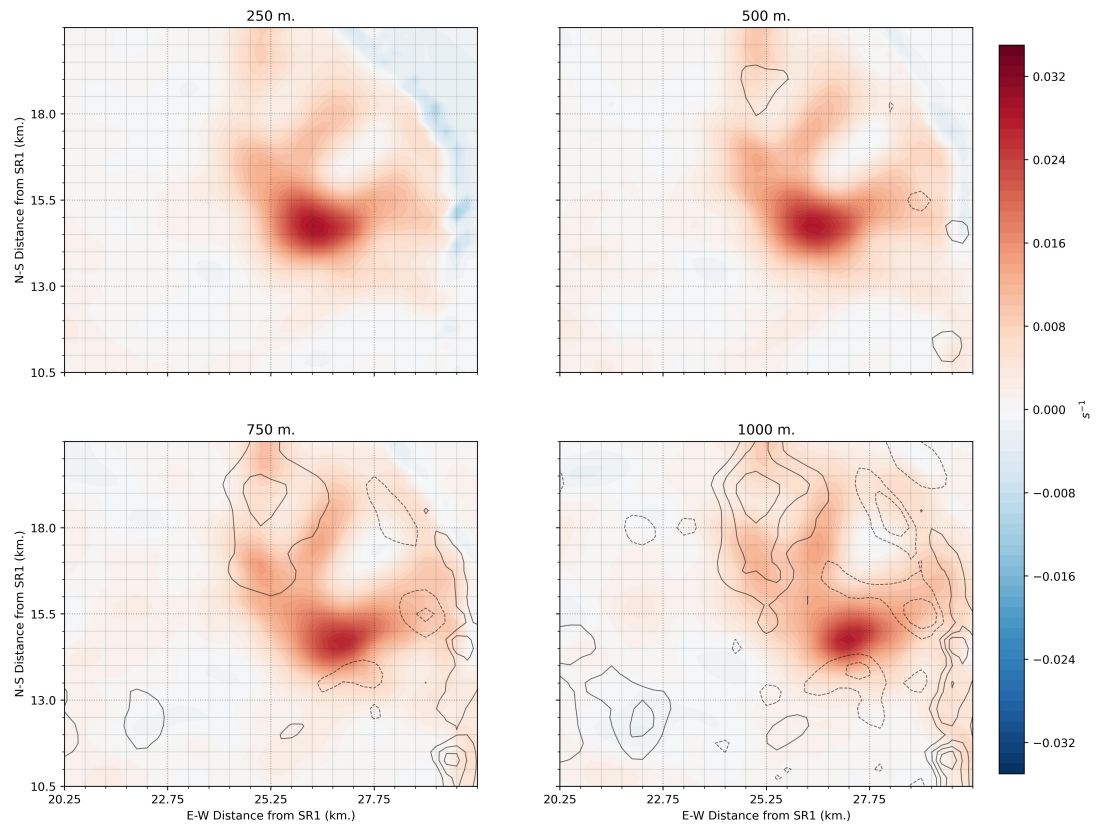 250 m.
500 m.
N-S Distance from SR1 (km.)
18.0
15.5
13.0
10.5
0.032
0.024
0.016
0.008
0.000
−0.008
−0.016
−0.024
−0.032
s⁻¹
750 m.
1000 m.
N-S Distance from SR1 (km.)
18.0
15.5
13.0
10.5
20.25 22.75 25.25 27.75
20.25 22.75 25.25 27.75
E-W Distance from SR1 (km.)
E-W Distance from SR1 (km.)